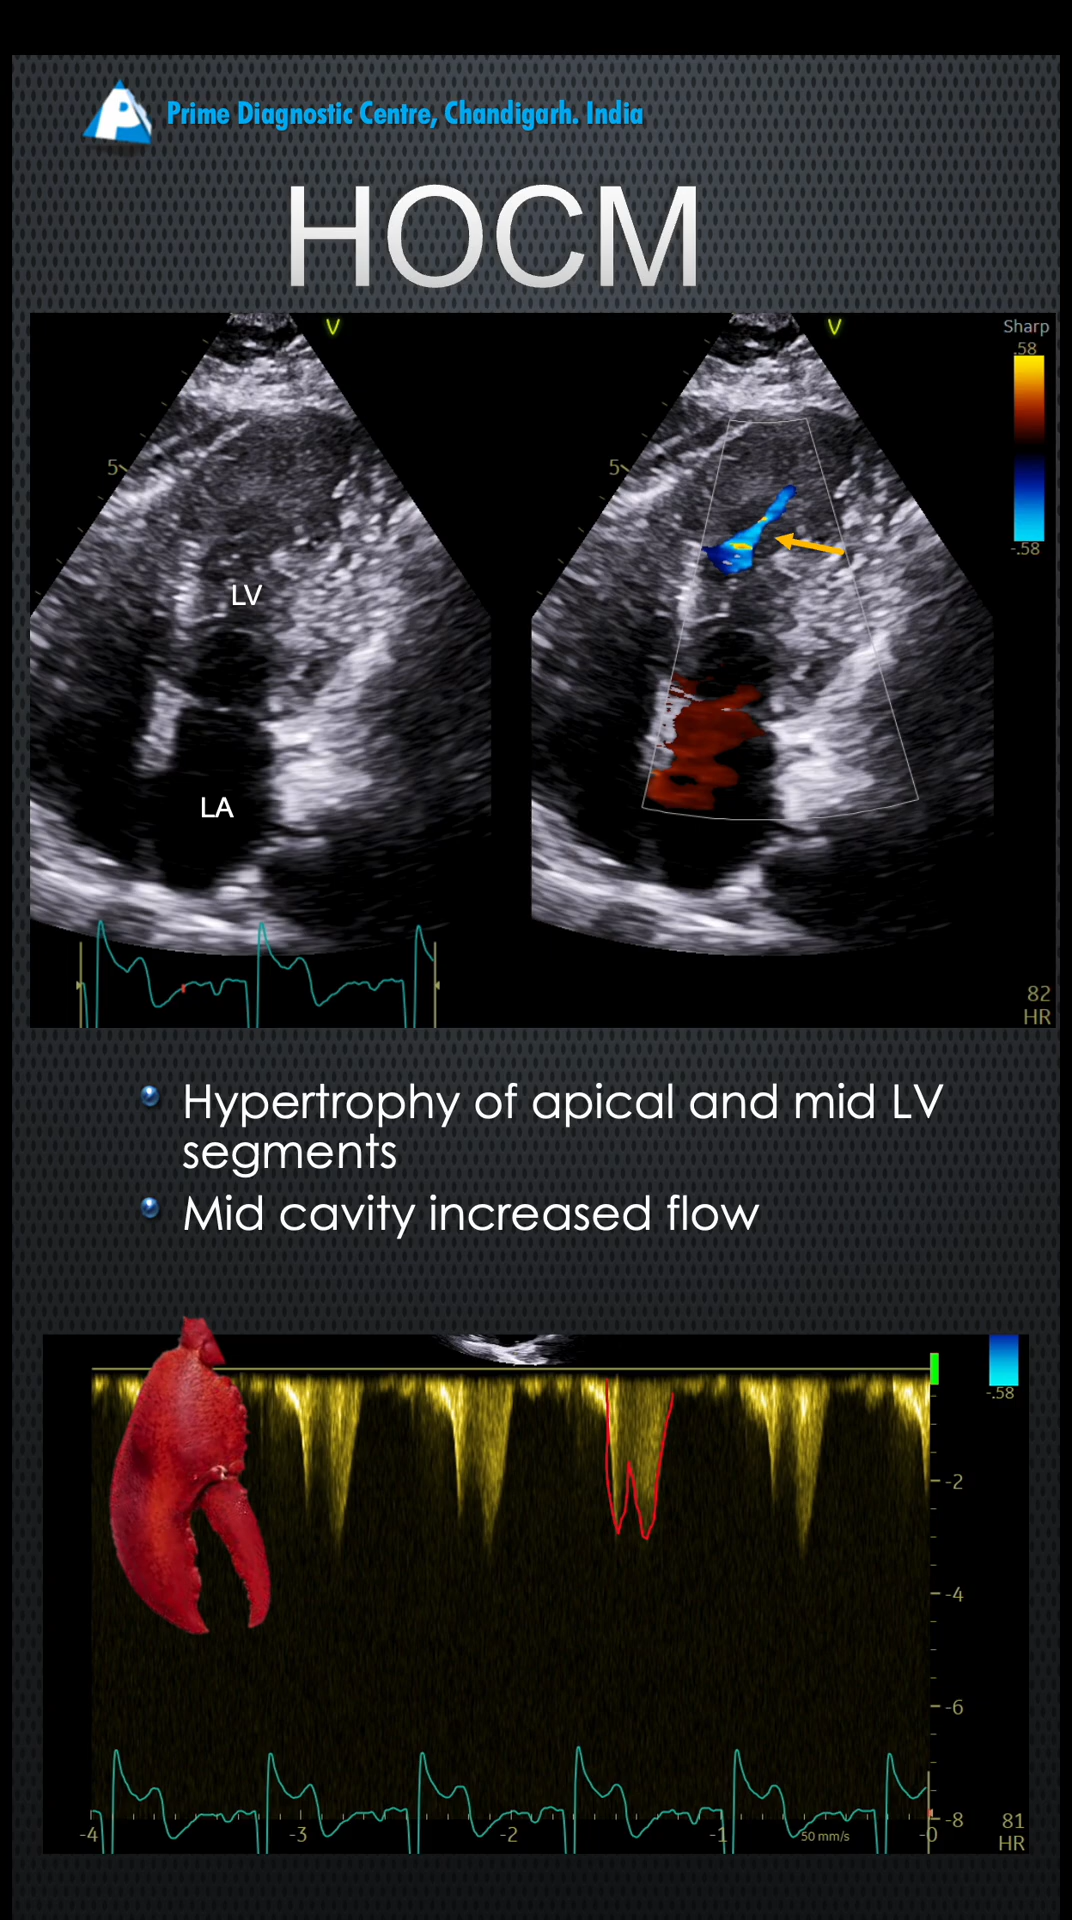 P
Prime Diagnostic Centre, Chandigarh. India
HOCM
V
V
Sharp
.58
5
5
-.58
LV
LA
82
HR
Hypertrophy of apical and mid LV
segments
Mid cavity increased flow
-.58
-2
-4
-6
-8
-4
-3
-2
-1
50 mm/s
-0
81
HR